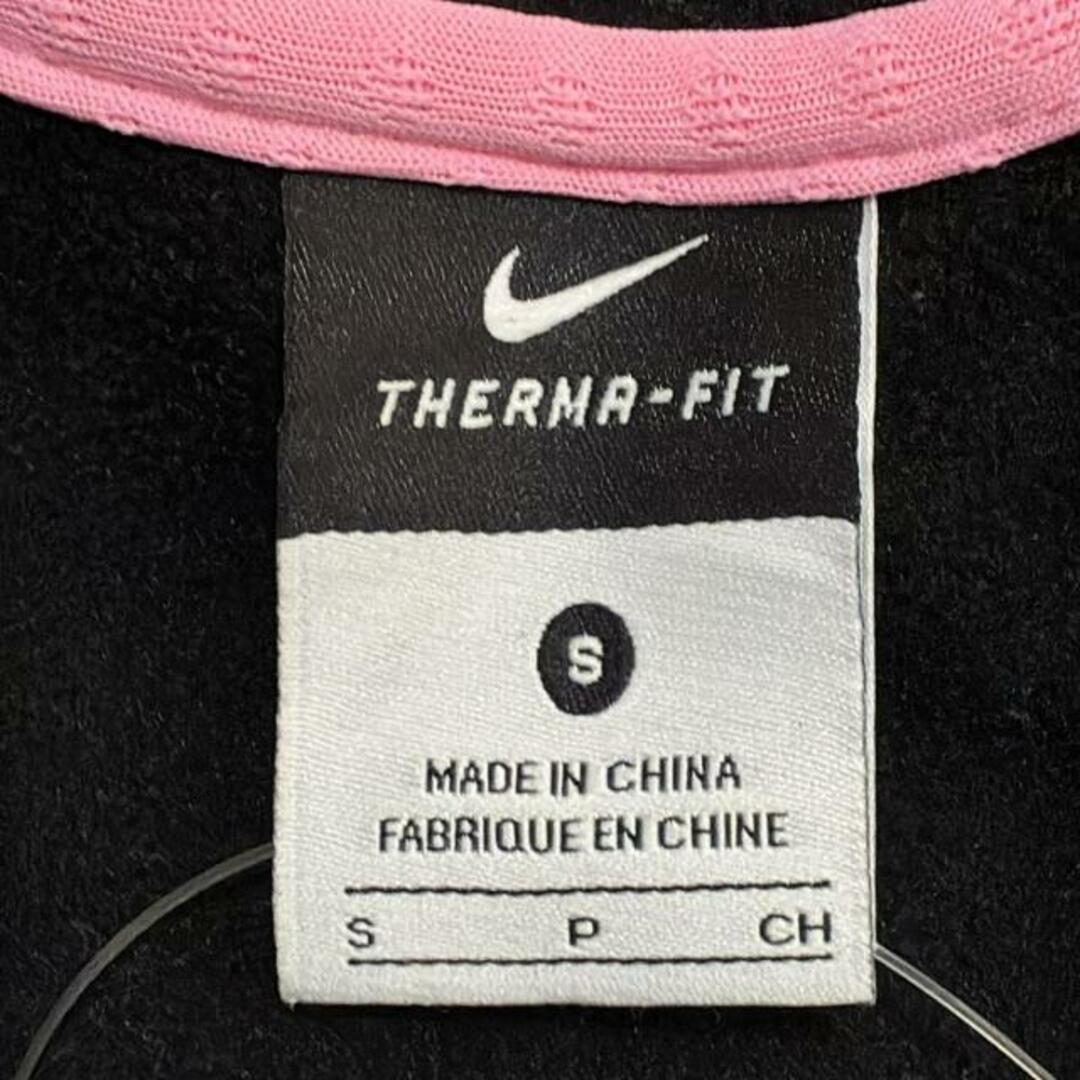 THERMA-FIT
S
MADE IN CHINA
FABRIQUE EN CHINE
S P CH